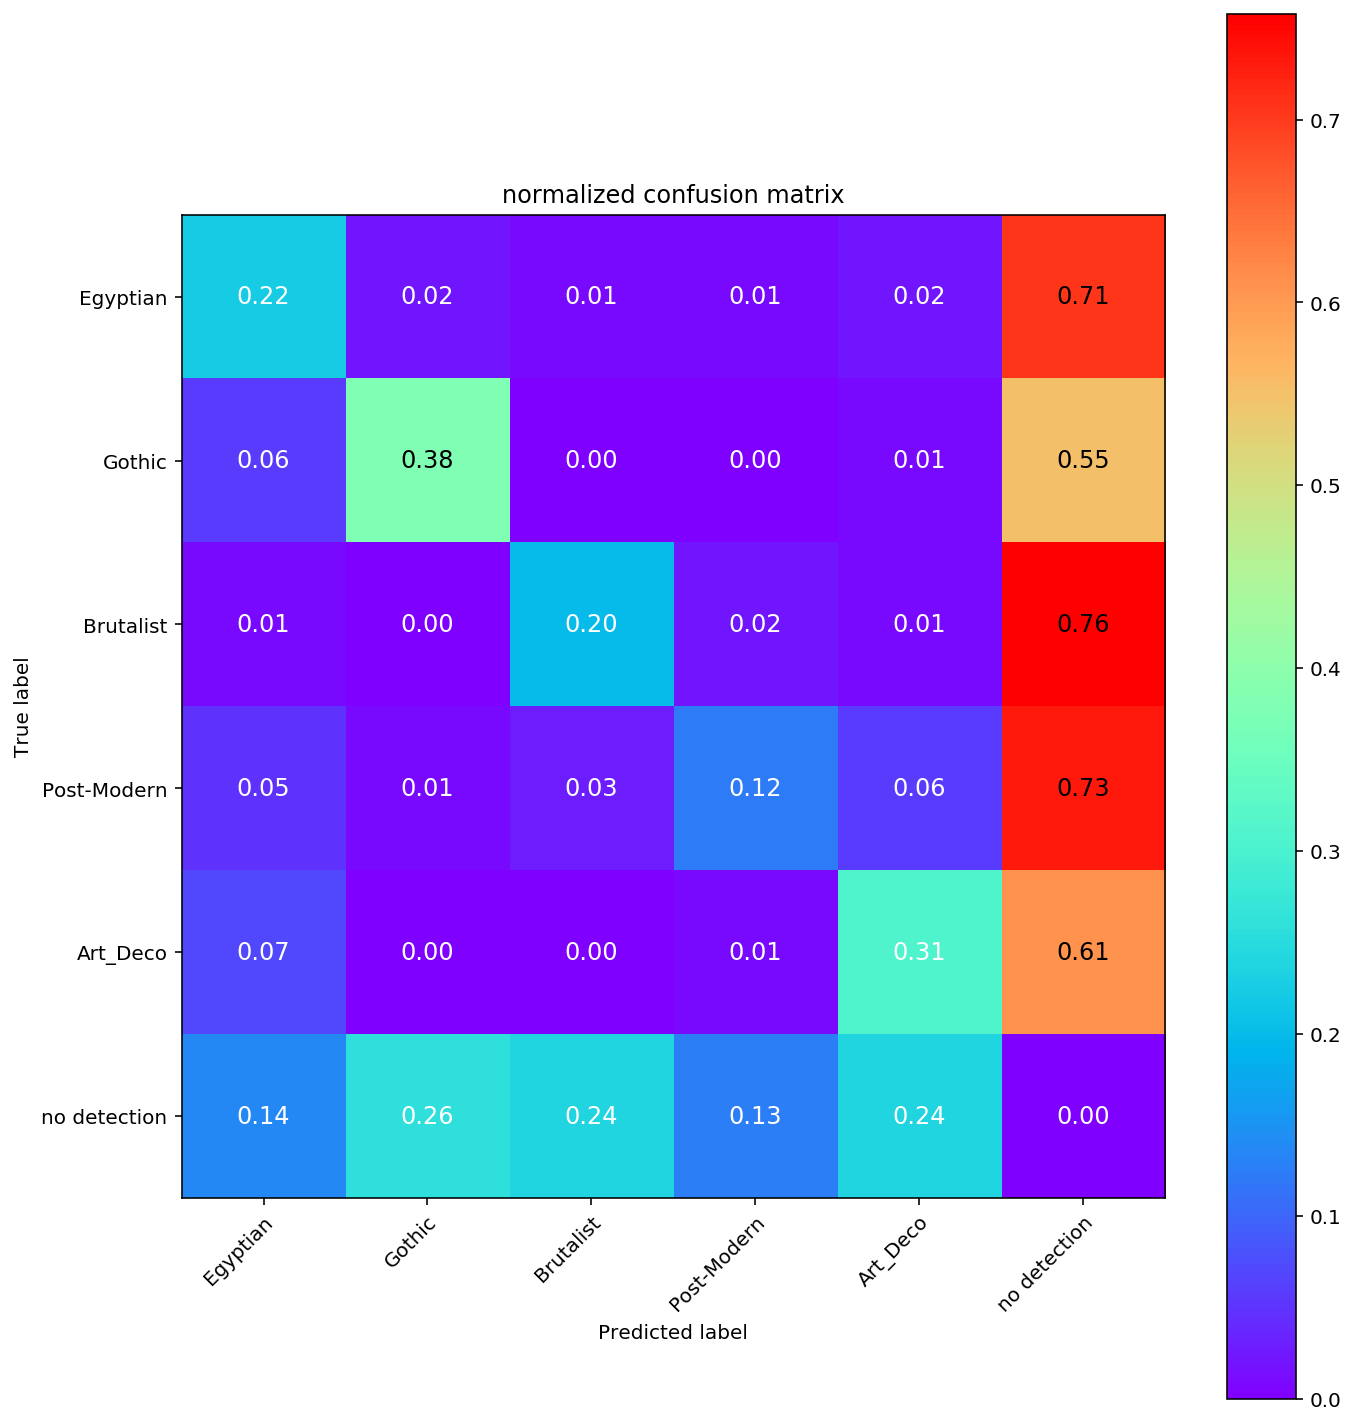 normalized confusion matrix
True label
Egyptian 0.22 0.02 0.01 0.01 0.02 0.71
Gothic 0.06 0.38 0.00 0.00 0.01 0.55
Brutalist 0.01 0.00 0.20 0.02 0.01 0.76
Post-Modern 0.05 0.01 0.03 0.12 0.06 0.73
Art_Deco 0.07 0.00 0.00 0.01 0.31 0.61
no detection 0.14 0.26 0.24 0.13 0.24 0.00
Egyptian Gothic Brutalist Post-Modern Art_Deco no detection
Predicted label
0.7
0.6
0.5
0.4
0.3
0.2
0.1
0.0